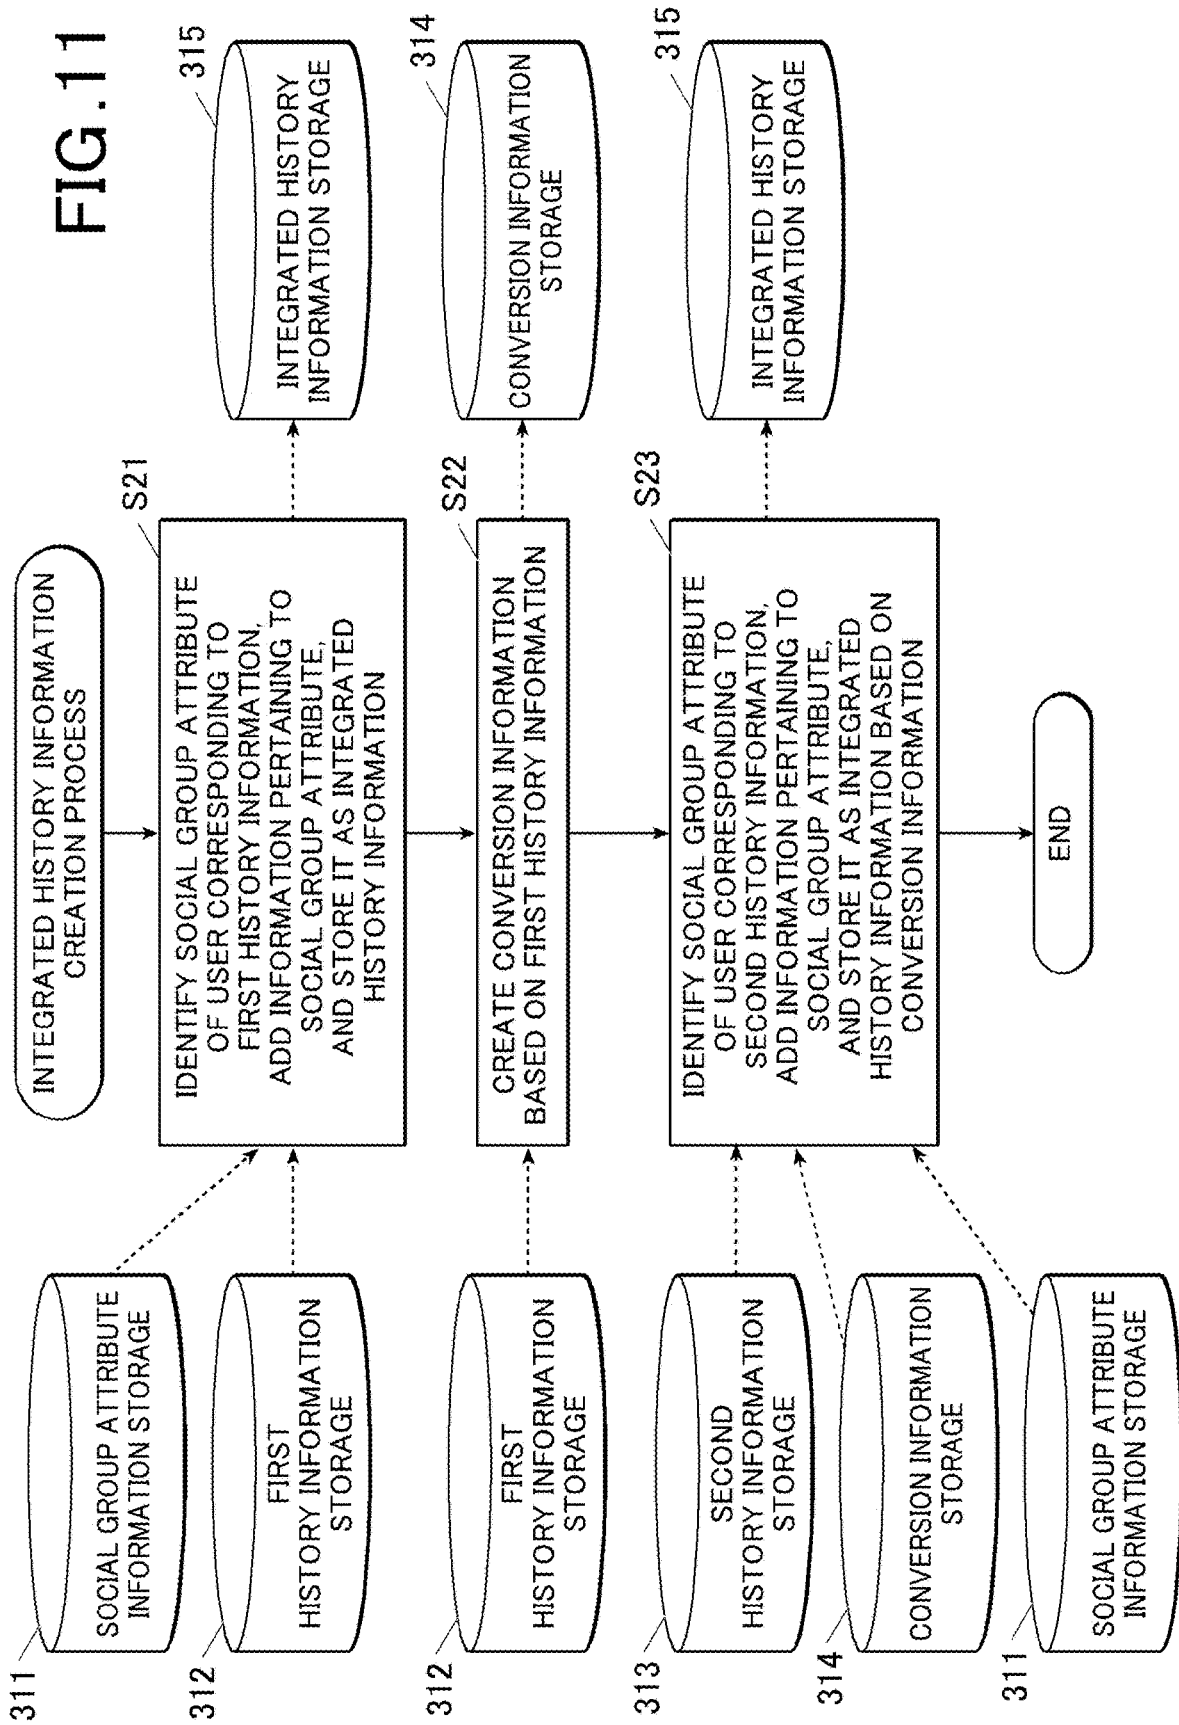 FIG.11
INTEGRATED HISTORY INFORMATION
CREATION PROCESS
311
SOCIAL GROUP ATTRIBUTE
INFORMATION STORAGE
312
FIRST
HISTORY INFORMATION
STORAGE
S21
IDENTIFY SOCIAL GROUP ATTRIBUTE
OF USER CORRESPONDING TO
FIRST HISTORY INFORMATION,
ADD INFORMATION PERTAINING TO
SOCIAL GROUP ATTRIBUTE,
AND STORE IT AS INTEGRATED
HISTORY INFORMATION
315
INTEGRATED HISTORY
INFORMATION STORAGE
312
FIRST
HISTORY INFORMATION
STORAGE
S22
CREATE CONVERSION INFORMATION
BASED ON FIRST HISTORY INFORMATION
314
CONVERSION INFORMATION
STORAGE
313
SECOND
HISTORY INFORMATION
STORAGE
314
CONVERSION INFORMATION
STORAGE
311
SOCIAL GROUP ATTRIBUTE
INFORMATION STORAGE
S23
IDENTIFY SOCIAL GROUP ATTRIBUTE
OF USER CORRESPONDING TO
SECOND HISTORY INFORMATION,
ADD INFORMATION PERTAINING TO
SOCIAL GROUP ATTRIBUTE,
AND STORE IT AS INTEGRATED
HISTORY INFORMATION BASED ON
CONVERSION INFORMATION
315
INTEGRATED HISTORY
INFORMATION STORAGE
END